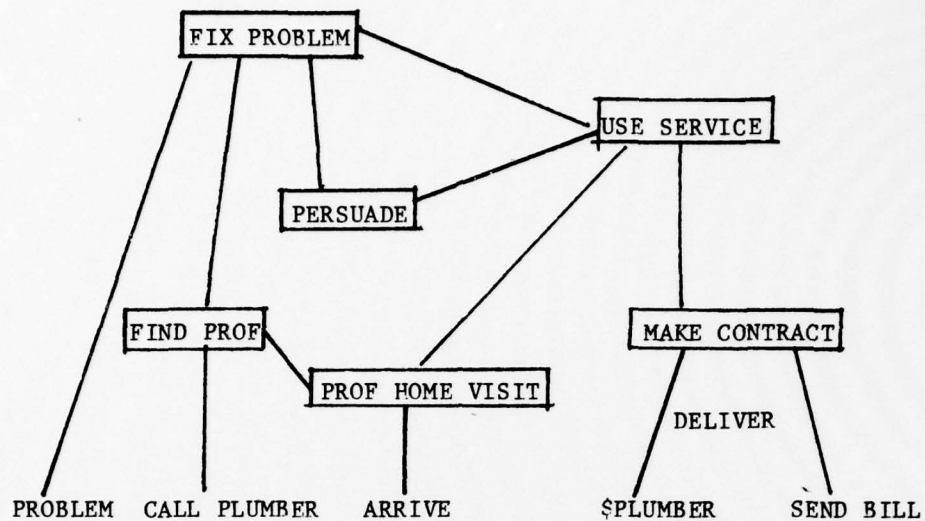 FIX PROBLEM
USE SERVICE
PERSUADE
FIND PROF
MAKE CONTRACT
PROF HOME VISIT
DELIVER
PROBLEM CALL PLUMBER ARRIVE $PLUMBER SEND BILL